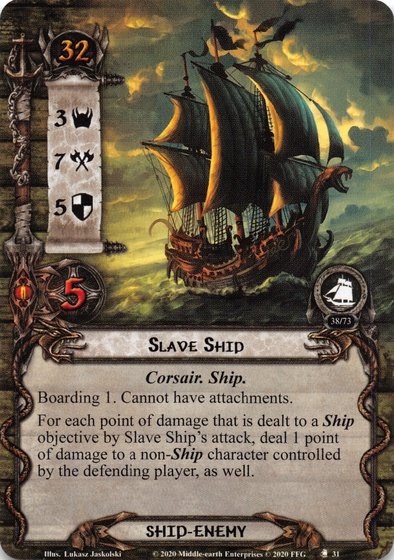 32
3
7
5
5
38/73
Slave Ship
Corsair. Ship.
Boarding 1. Cannot have attachments.
For each point of damage that is dealt to a Ship
objective by Slave Ship's attack, deal 1 point
of damage to a non-Ship character controlled
by the defending player, as well.
SHIP-ENEMY
Illus. Lukasz Jaskolski © 2020 Middle-earth Enterprises © 2020 FFG. 31